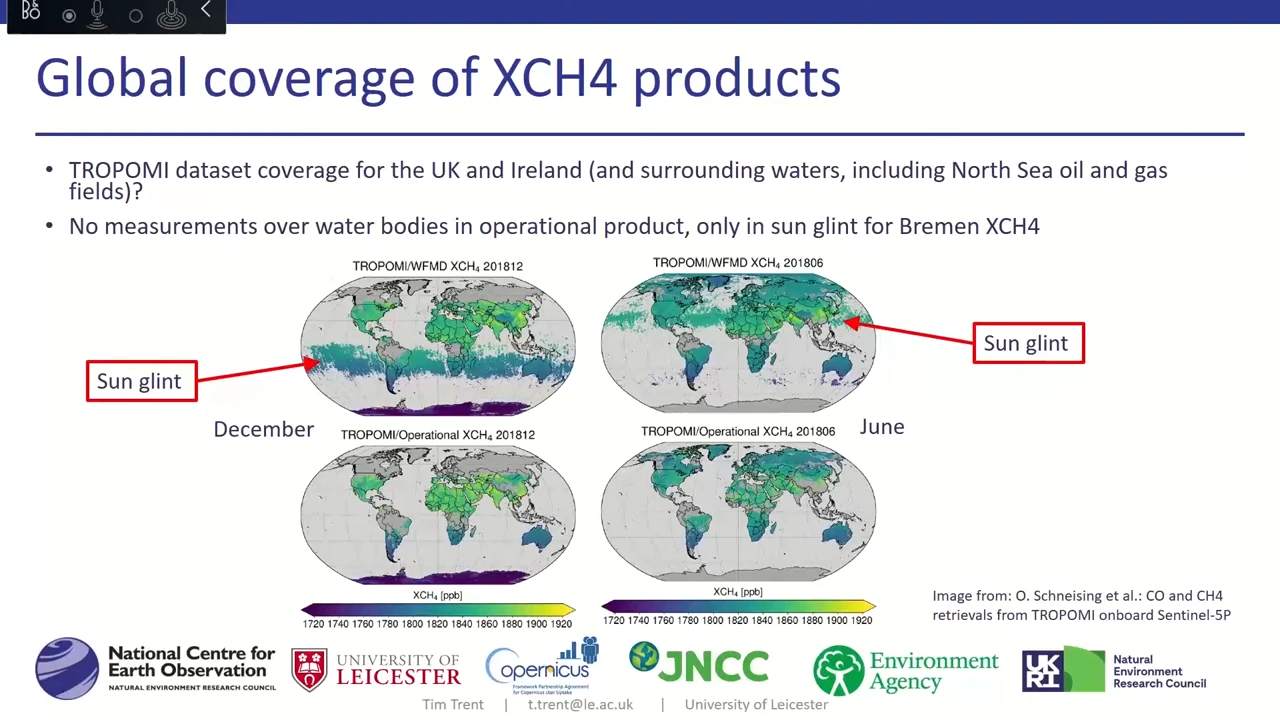 B&O
Global coverage of XCH4 products
• TROPOMI dataset coverage for the UK and Ireland (and surrounding waters, including North Sea oil and gas
fields)?
• No measurements over water bodies in operational product, only in sun glint for Bremen XCH4
TROPOMI/WFMD XCH₄ 201812
TROPOMI/WFMD XCH₄ 201806
Sun glint
Sun glint
December
June
TROPOMI/Operational XCH₄ 201812
TROPOMI/Operational XCH₄ 201806
XCH₄ [ppb]
XCH₄ [ppb]
1720 1740 1760 1780 1800 1820 1840 1860 1880 1900 1920
1720 1740 1760 1780 1800 1820 1840 1860 1880 1900 1920
Image from: O. Schneising et al.: CO and CH4
retrievals from TROPOMI onboard Sentinel-5P
National Centre for
Earth Observation
NATURAL ENVIRONMENT RESEARCH COUNCIL
UNIVERSITY OF
LEICESTER
Copernicus
Framework Partnership Agreement
for Copernicus User Uptake
JNCC
Environment
Agency
UK
RI
Natural
Environment
Research Council
Tim Trent | t.trent@le.ac.uk | University of Leicester